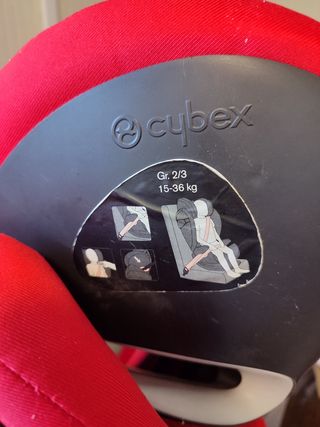 cybex
Gr. 2/3
15-36 kg